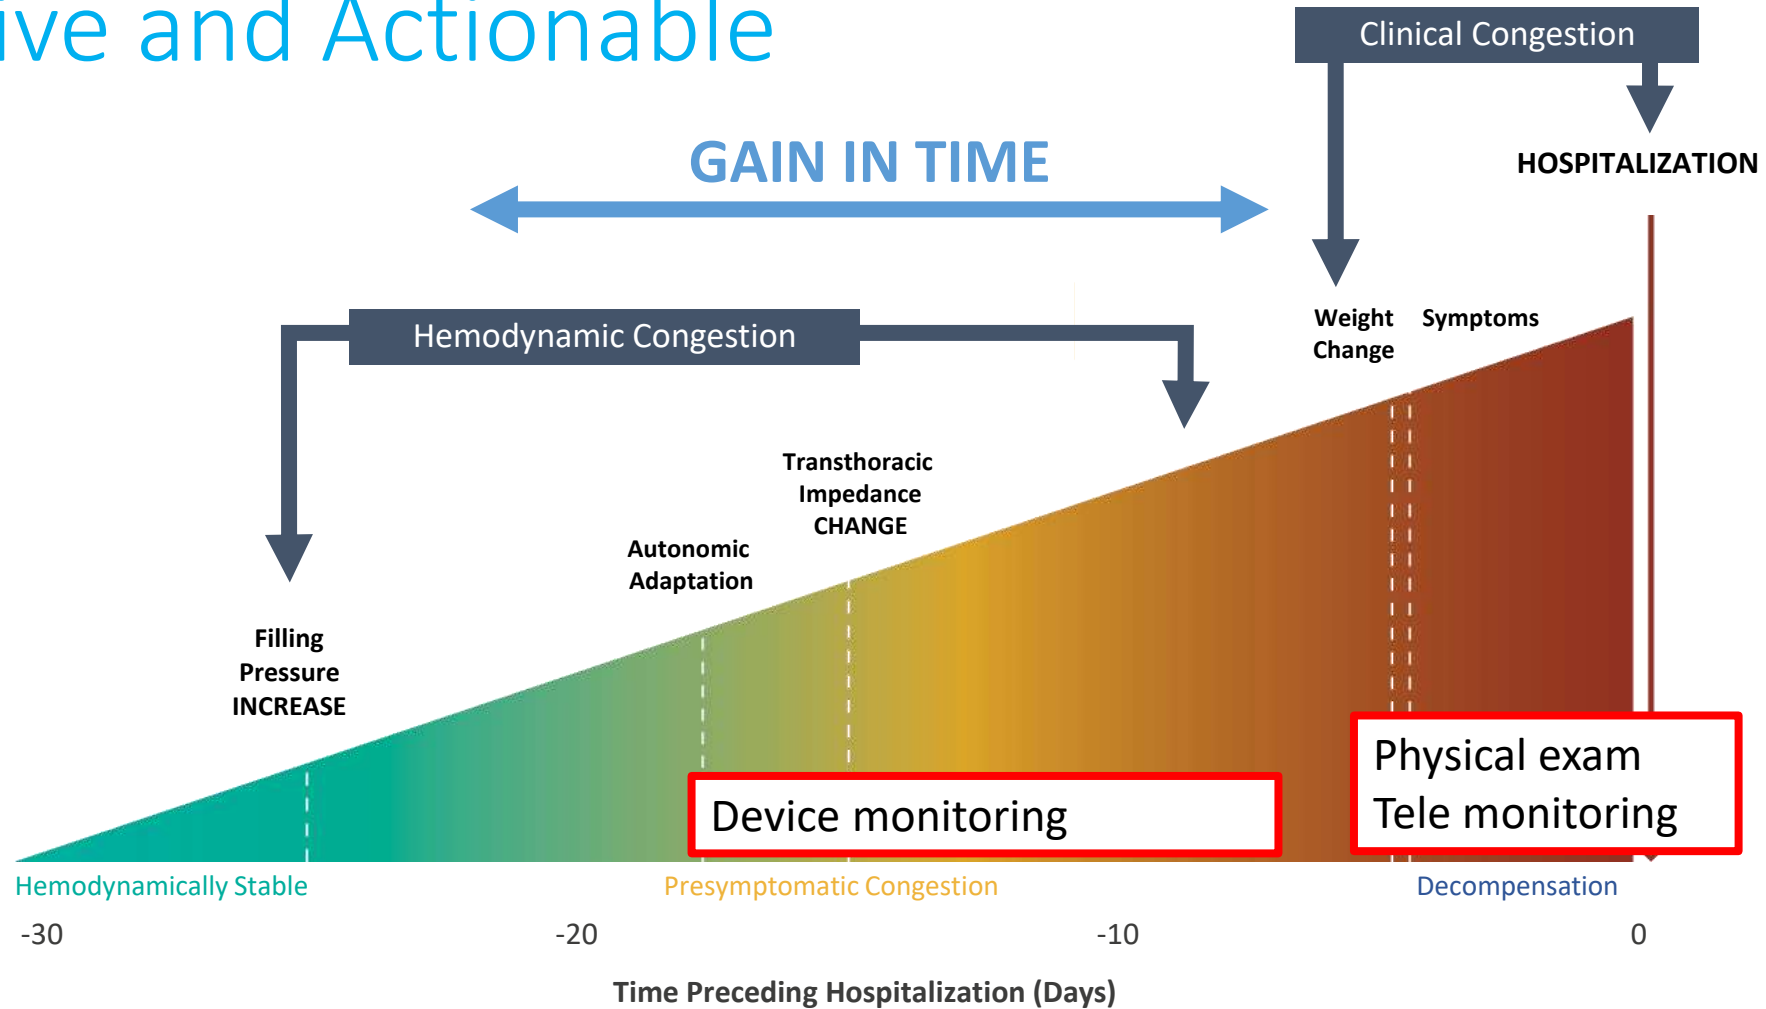 ive and Actionable
Clinical Congestion
GAIN IN TIME
HOSPITALIZATION
Hemodynamic Congestion
Weight
Change
Symptoms
Transthoracic
Impedance
CHANGE
Autonomic
Adaptation
Filling
Pressure
INCREASE
Device monitoring
Physical exam
Tele monitoring
Hemodynamically Stable
Presymptomatic Congestion
Decompensation
-30
-20
-10
0
Time Preceding Hospitalization (Days)